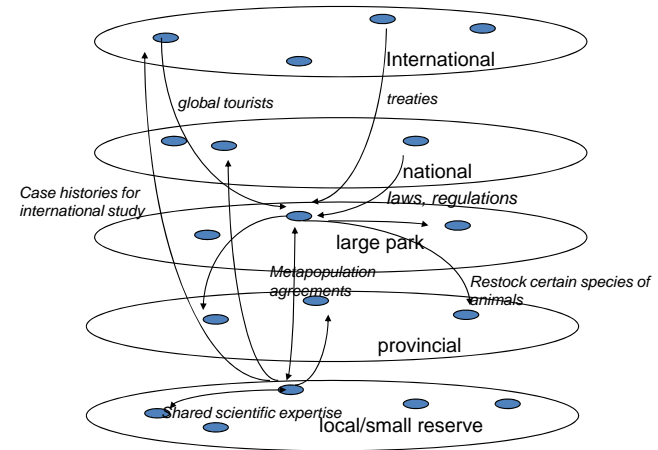 International
global tourists
treaties
national
Case histories for
international study
laws, regulations
large park
Metapopulation
agreements
Restock certain species of
animals
provincial
Shared scientific expertise
local/small reserve